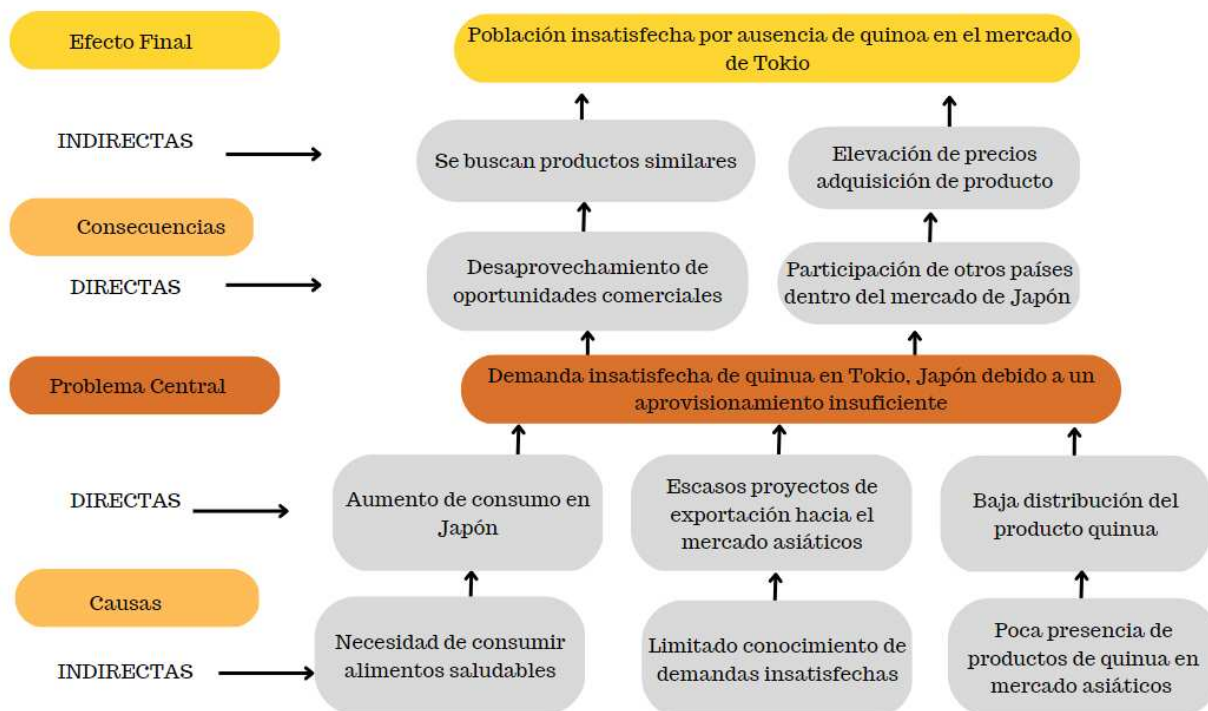 Efecto Final
Población insatisfecha por ausencia de quinoa en el mercado
de Tokio
INDIRECTAS
Se buscan productos similares
Elevación de precios
adquisición de producto
Consecuencias
DIRECTAS
Desaprovechamiento de
oportunidades comerciales
Participación de otros países
dentro del mercado de Japón
Problema Central
Demanda insatisfecha de quinua en Tokio, Japón debido a un
aprovisionamiento insuficiente
DIRECTAS
Aumento de consumo en
Japón
Escasos proyectos de
exportación hacia el
mercado asiáticos
Baja distribución del
producto quinua
Causas
INDIRECTAS
Necesidad de consumir
alimentos saludables
Limitado conocimiento de
demandas insatisfechas
Poca presencia de
productos de quinua en
mercado asiáticos